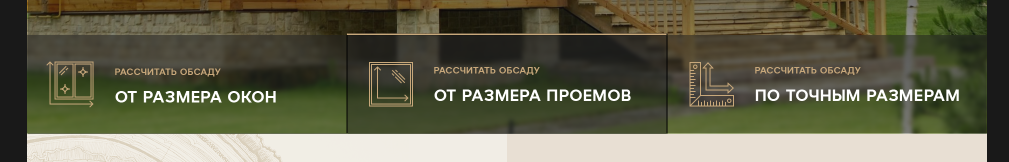 РАССЧИТАТЬ ОБСАДУ
ОТ РАЗМЕРА ОКОН
РАССЧИТАТЬ ОБСАДУ
ОТ РАЗМЕРА ПРОЕМОВ
РАССЧИТАТЬ ОБСАДУ
ПО ТОЧНЫМ РАЗМЕРАМ